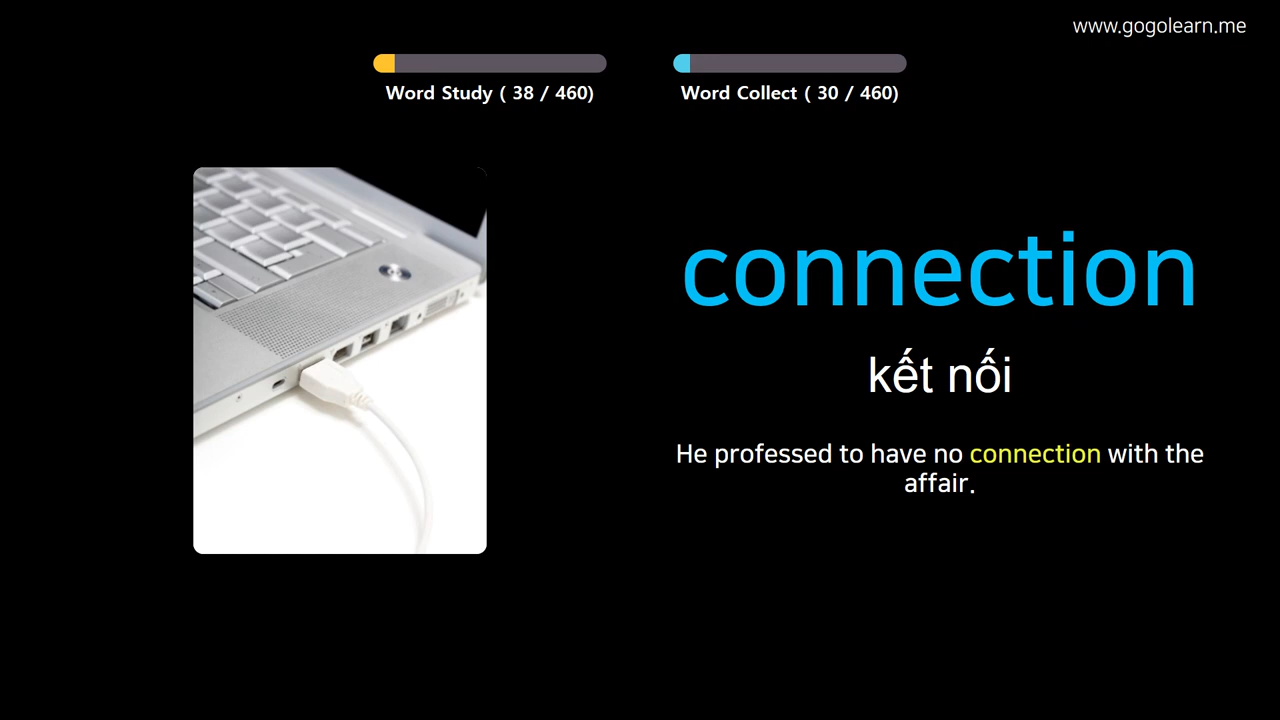 www.gogolearn.me
Word Study ( 38 / 460)
Word Collect ( 30 / 460)
connection
kết nối
He professed to have no connection with the
affair.